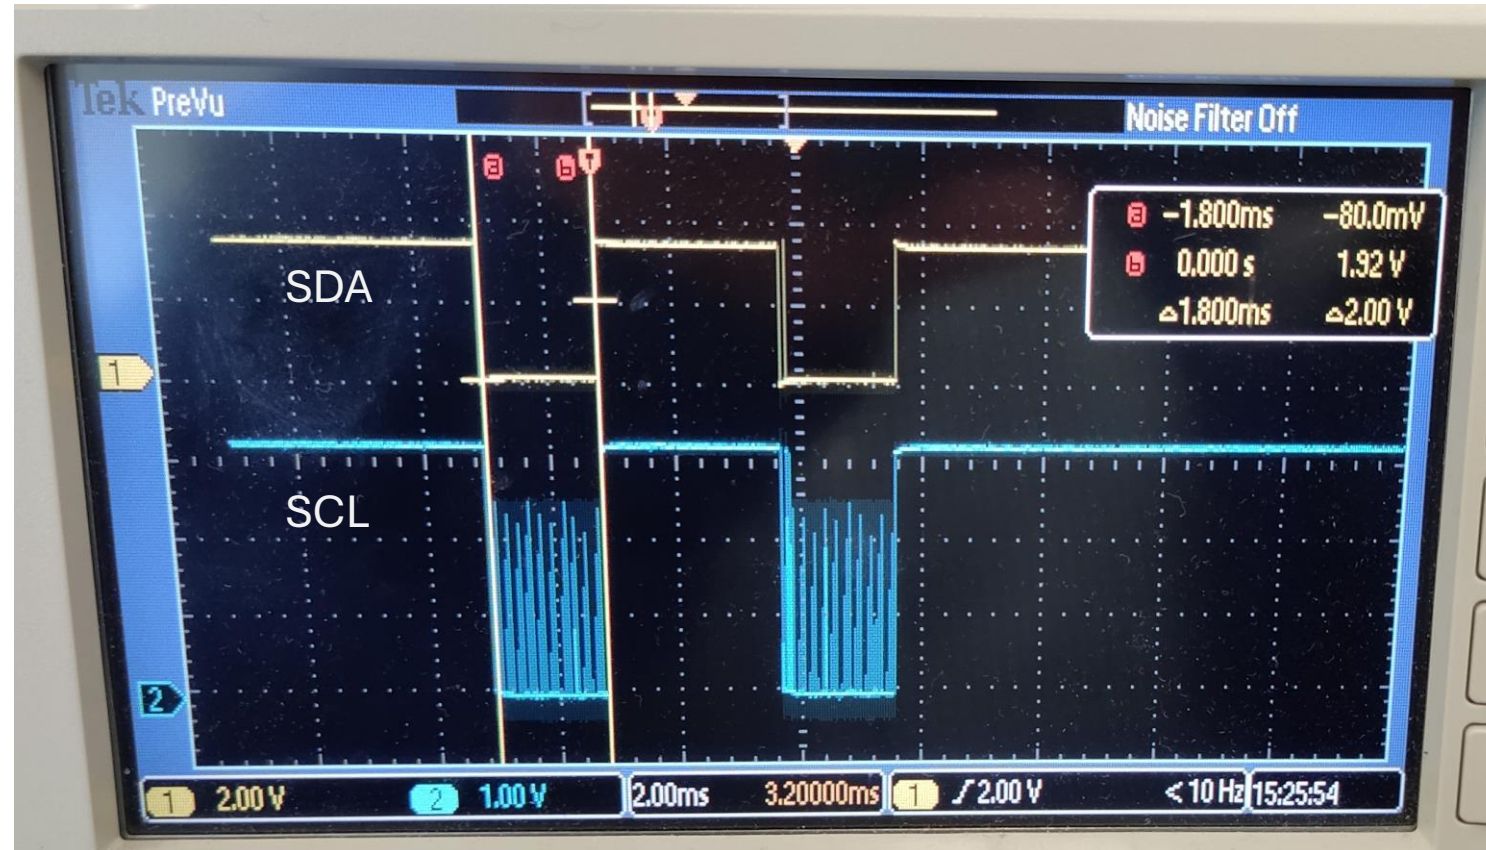 Tek PreVu
Noise Filter Off
a b T
a -1.800ms -80.0mV
b 0.000 s 1.92 V
△1.800ms △2.00 V
SDA
1
SCL
2
1 2.00 V 2 1.00 V 2.00ms 3.20000ms 1 ∫ 2.00 V < 10 Hz 15:25:54